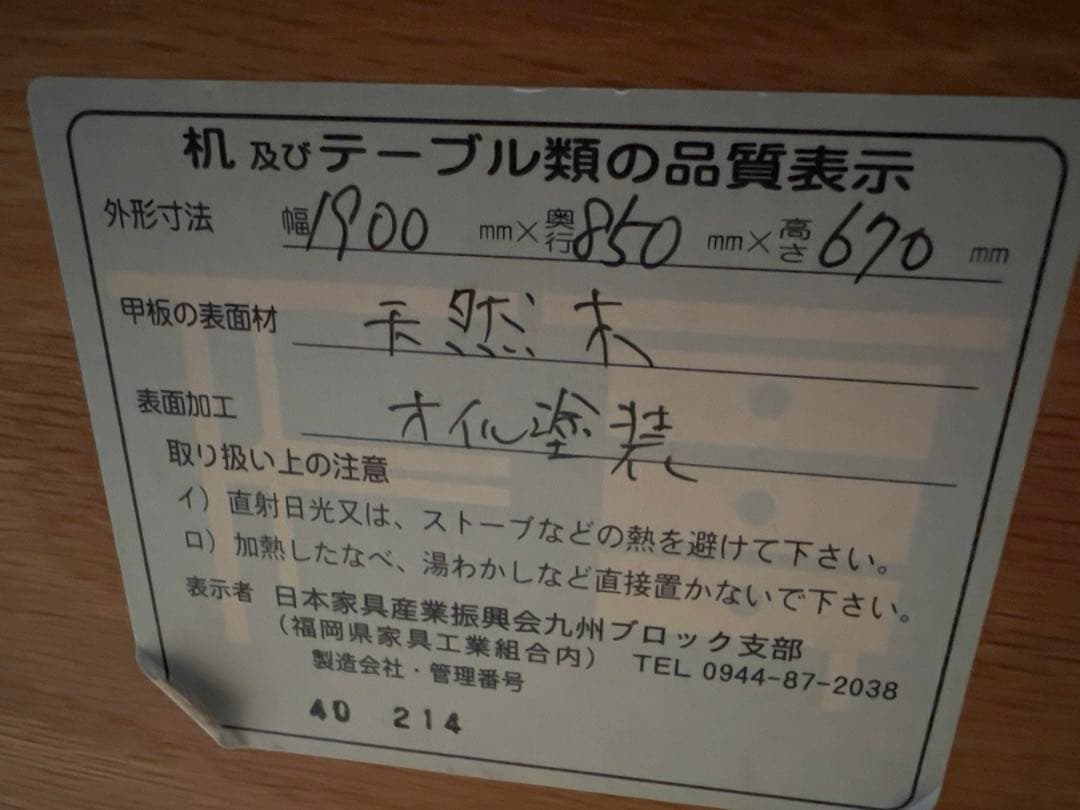 机及びテーブル類の品質表示
外形寸法 幅1900 mm×奥行850 mm×高さ670 mm
甲板の表面材 天然木
表面加工 オイル塗装
取り扱い上の注意
イ）直射日光又は、ストーブなどの熱を避けて下さい。
ロ）加熱したなべ、湯わかしなど直接置かないで下さい。
表示者 日本家具産業振興会九州ブロック支部
（福岡県家具工業組合内） TEL 0944-87-2038
製造会社・管理番号
40 214